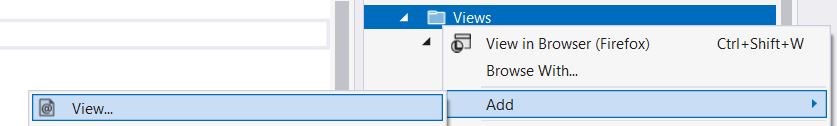 Views
View in Browser (Firefox) Ctrl+Shift+W
Browse With...
View... Add